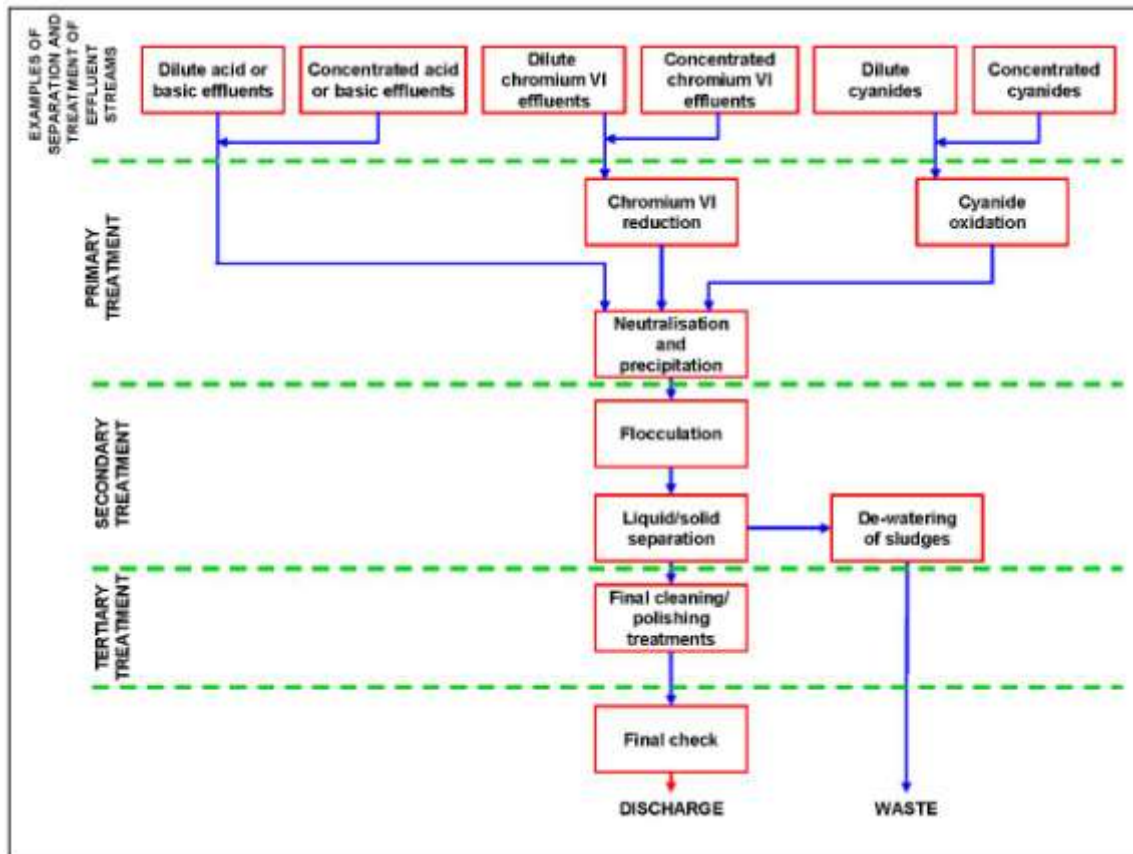 EXAMPLES OF
SEPARATION AND
TREATMENT OF
EFFLUENT
STREAMS
Dilute acid or
basic effluents
Concentrated acid
or basic effluents
Dilute
chromium VI
effluents
Concentrated
chromium VI
effluents
Dilute
cyanides
Concentrated
cyanides
PRIMARY
TREATMENT
Chromium VI
reduction
Cyanide
oxidation
Neutralisation
and
precipitation
SECONDARY
TREATMENT
Flocculation
Liquid/solid
separation
De-watering
of sludges
TERTIARY
TREATMENT
Final cleaning/
polishing
treatments
Final check
DISCHARGE
WASTE